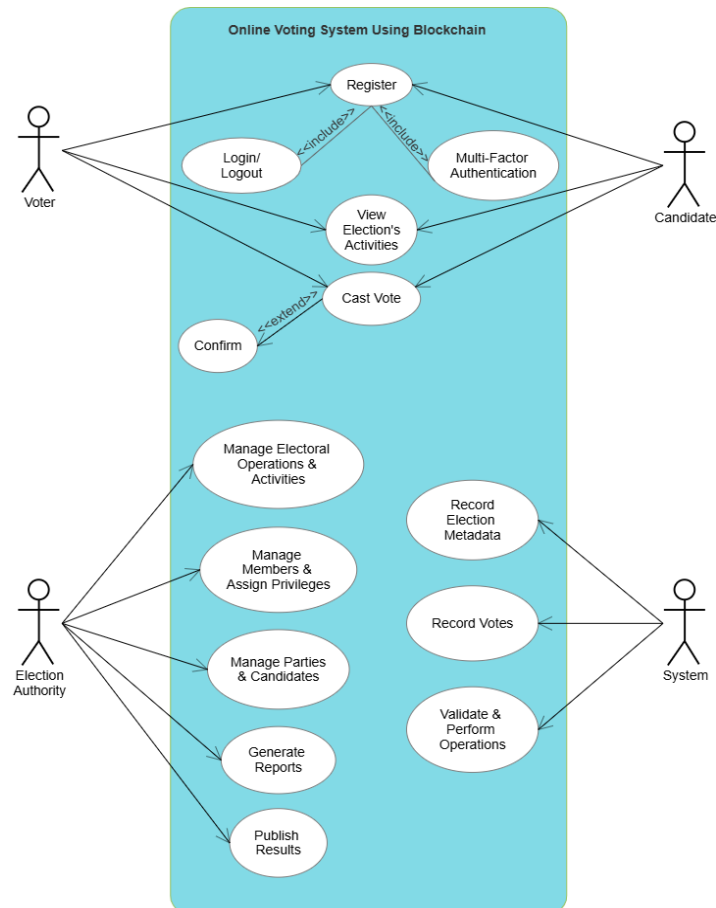 Online Voting System Using Blockchain
Register
<<include>>
<<include>>
Login/
Logout
Multi-Factor
Authentication
Voter
Candidate
View
Election's
Activities
Cast Vote
<<extend>>
Confirm
Manage Electoral
Operations &
Activities
Record
Election
Metadata
Manage
Members &
Assign Privileges
Election
Authority
Record Votes
System
Manage Parties
& Candidates
Validate &
Perform
Operations
Generate
Reports
Publish
Results